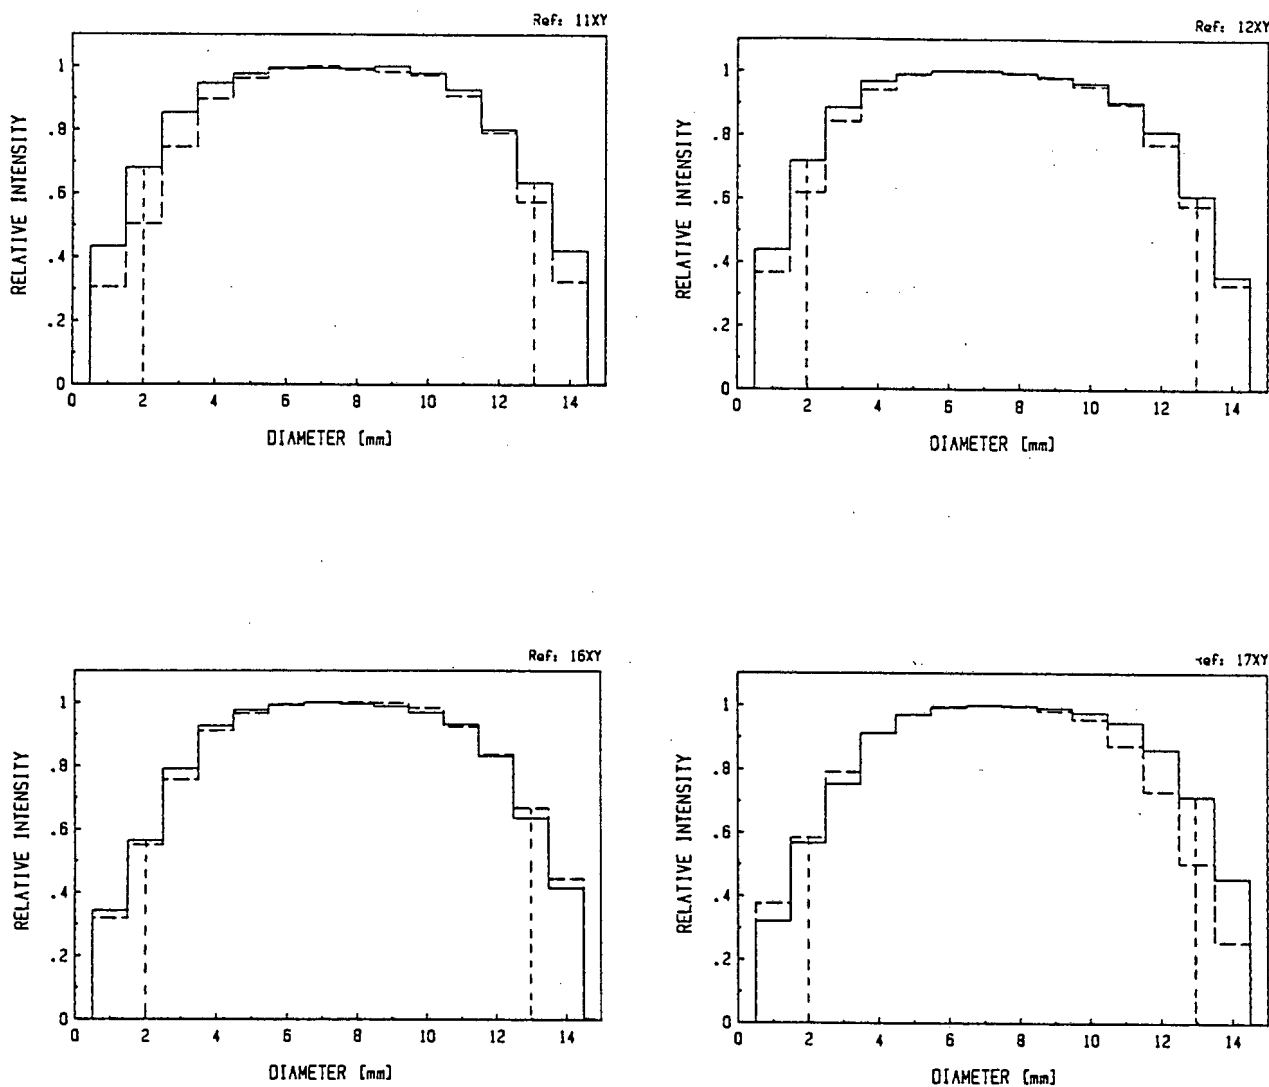 Ref: 11XY
RELATIVE INTENSITY
1
.8
.6
.4
.2
0
0 2 4 6 8 10 12 14
DIAMETER [mm]
Ref: 12XY
RELATIVE INTENSITY
1
.8
.6
.4
.2
0
0 2 4 6 8 10 12 14
DIAMETER [mm]
Ref: 16XY
RELATIVE INTENSITY
1
.8
.6
.4
.2
0
0 2 4 6 8 10 12 14
DIAMETER [mm]
Ref: 17XY
RELATIVE INTENSITY
1
.8
.6
.4
.2
0
0 2 4 6 8 10 12 14
DIAMETER [mm]